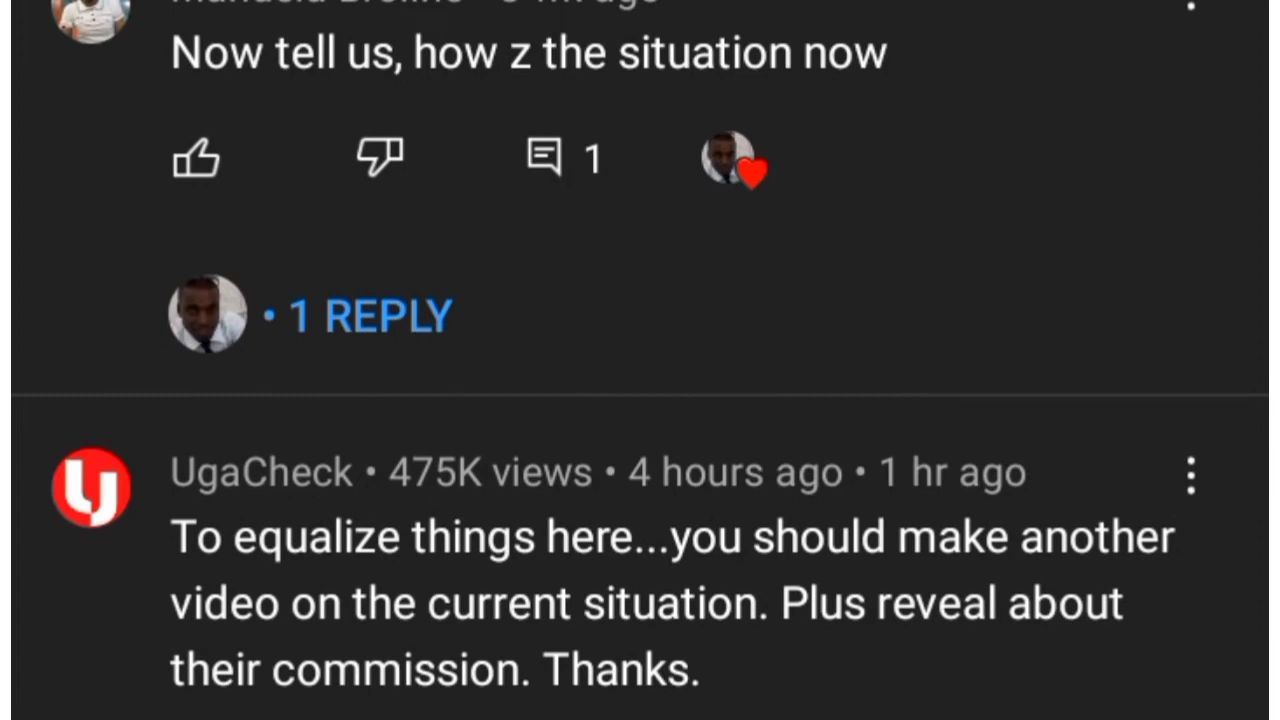 Now tell us, how z the situation now
1
• 1 REPLY
UgaCheck • 475K views • 4 hours ago • 1 hr ago
To equalize things here...you should make another
video on the current situation. Plus reveal about
their commission. Thanks.